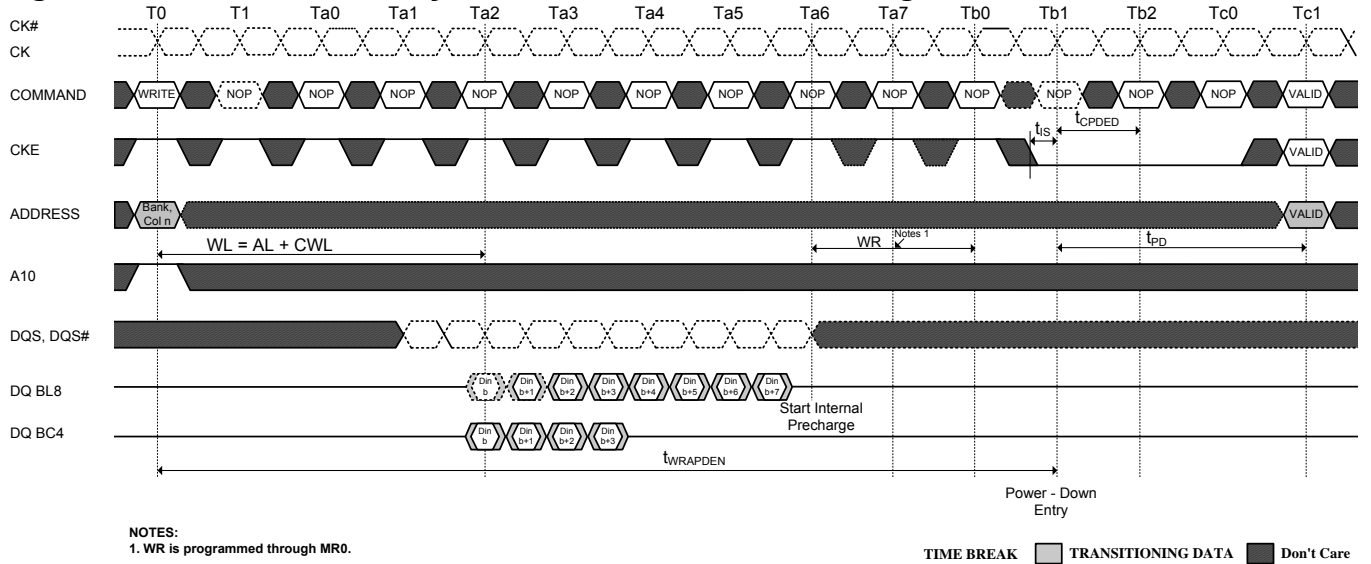 T0 T1 Ta0 Ta1 Ta2 Ta3 Ta4 Ta5 Ta6 Ta7 Tb0 Tb1 Tb2 Tc0 Tc1
CK#
CK
COMMAND WRITE NOP NOP NOP NOP NOP NOP NOP NOP NOP NOP NOP NOP NOP VALID
tIS tCPDED
CKE VALID
ADDRESS Bank, Col n VALID
WL = AL + CWL WR Notes 1 tPD
A10
DQS, DQS#
DQ BL8 Din b Din b+1 Din b+2 Din b+3 Din b+4 Din b+5 Din b+6 Din b+7
Start Internal
Precharge
DQ BC4 Din b Din b+1 Din b+2 Din b+3
tWRAPDEN
Power - Down
Entry
NOTES:
1. WR is programmed through MR0.
TIME BREAK TRANSITIONING DATA Don't Care